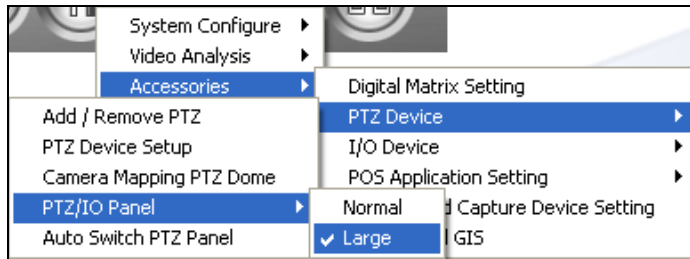 System Configure
Video Analysis
Accessories
Digital Matrix Setting
Add / Remove PTZ
PTZ Device
PTZ Device Setup
I/O Device
Camera Mapping PTZ Dome
POS Application Setting
PTZ/IO Panel
Normal
d Capture Device Setting
Auto Switch PTZ Panel
Large
GIS